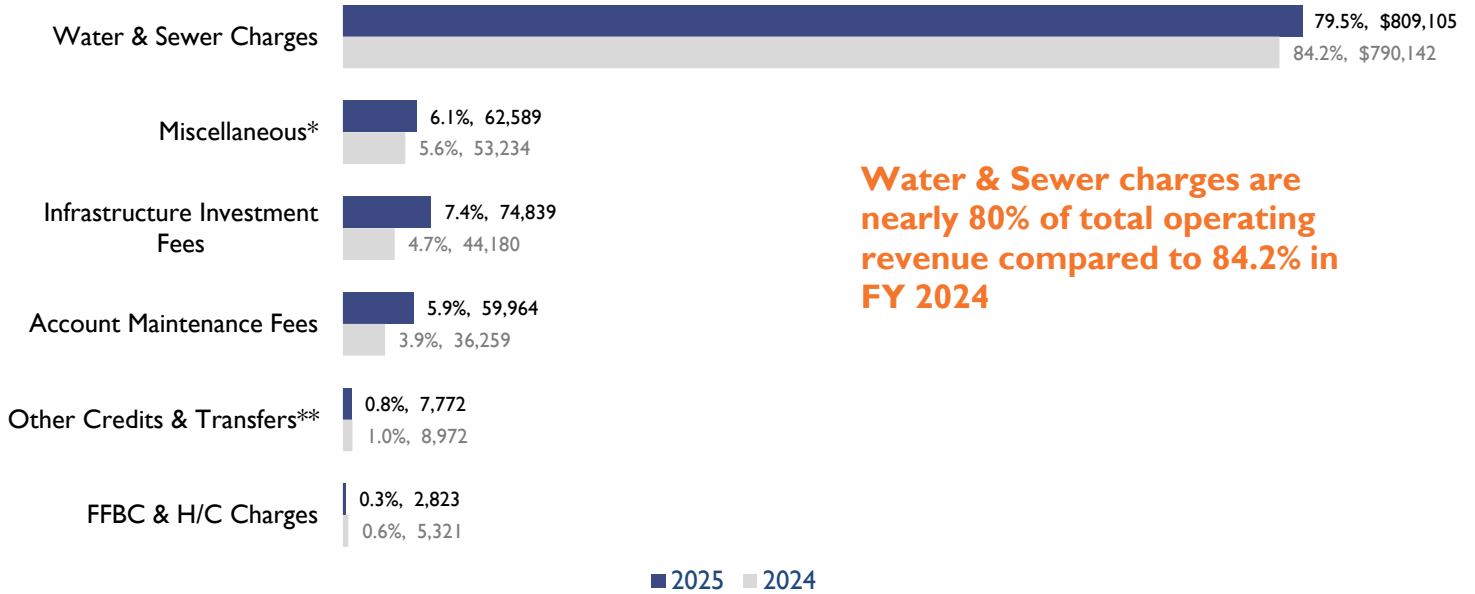 Water & Sewer Charges
79.5%, $809,105
84.2%, $790,142
Miscellaneous*
6.1%, 62,589
5.6%, 53,234
Infrastructure Investment
Fees
7.4%, 74,839
4.7%, 44,180
Account Maintenance Fees
5.9%, 59,964
3.9%, 36,259
Other Credits & Transfers**
0.8%, 7,772
1.0%, 8,972
FFBC & H/C Charges
0.3%, 2,823
0.6%, 5,321
Water & Sewer charges are
nearly 80% of total operating
revenue compared to 84.2% in
FY 2024
2025 2024